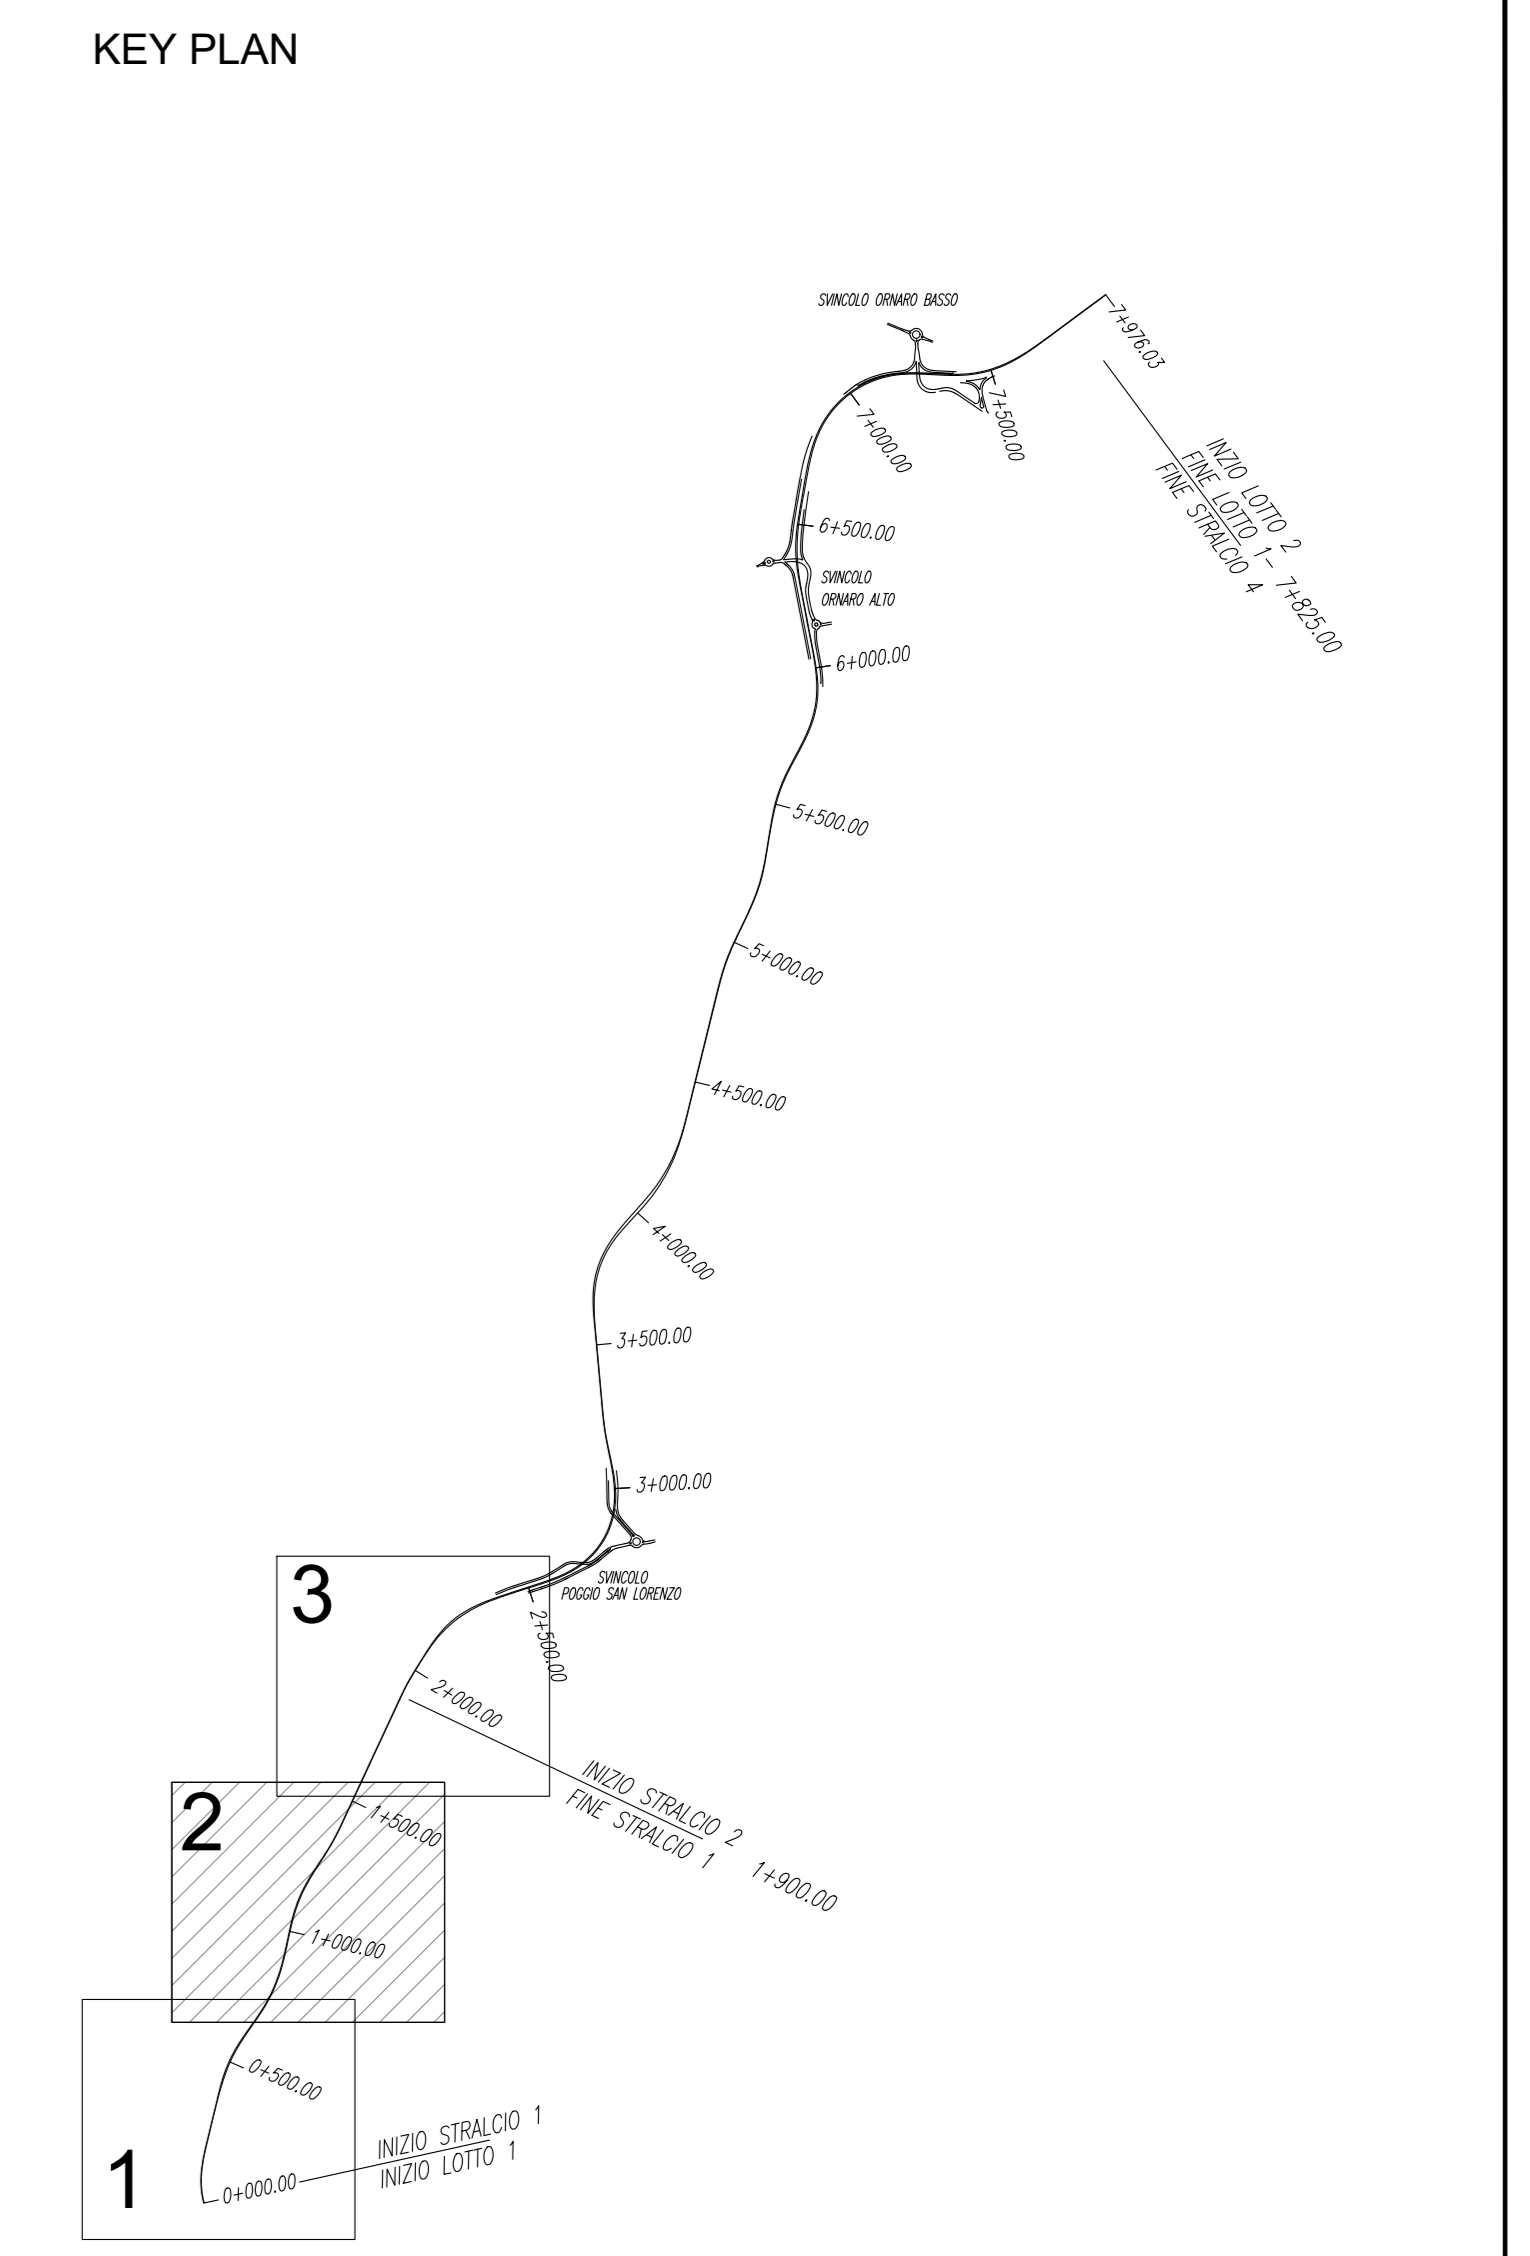 KEY PLAN
SVINCOLO ORNARO BASSO
7+976.03
7+500.00
7+000.00
INZIO LOTTO 2
FINE LOTTO 1- 7+825.00
FINE STRALCIO 4
6+500.00
SVINCOLO
ORNARO ALTO
6+000.00
5+500.00
5+000.00
4+500.00
4+000.00
3+500.00
3+000.00
SVINCOLO
POGGIO SAN LORENZO
3
2+500.00
2+000.00
INIZIO STRALCIO 2
FINE STRALCIO 1 1+900.00
2
1+500.00
1+000.00
0+500.00
1
0+000.00
INIZIO STRALCIO 1
INIZIO LOTTO 1